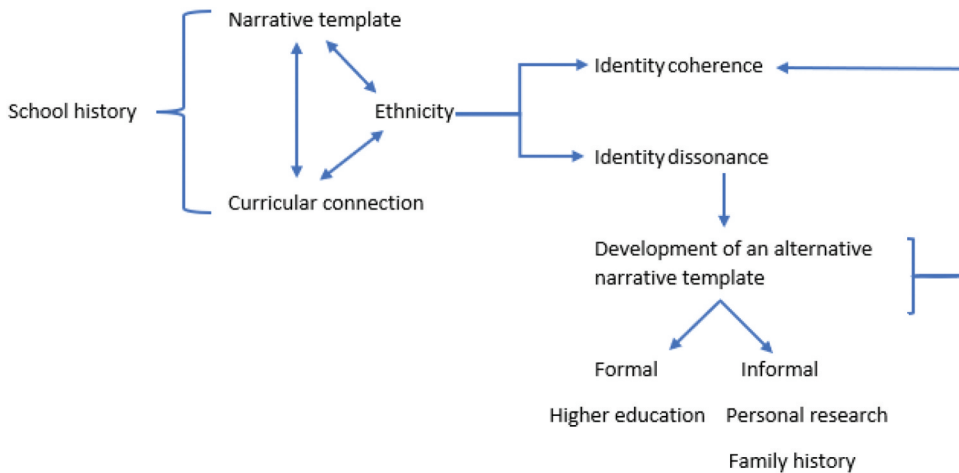 Narrative template
School history
Ethnicity
Curricular connection
Identity coherence
Identity dissonance
Development of an alternative
narrative template
Formal
Informal
Higher education
Personal research
Family history